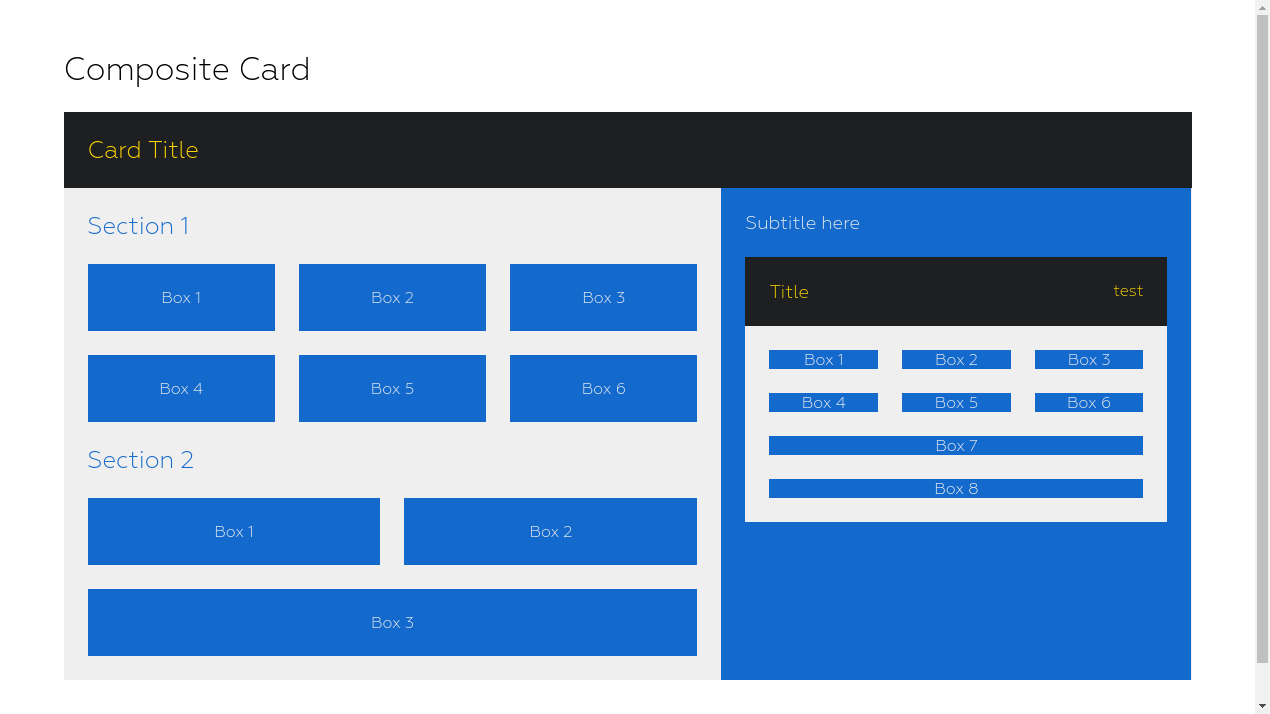 Composite Card
Card Title
Section 1
Box 1
Box 2
Box 3
Box 4
Box 5
Box 6
Section 2
Box 1
Box 2
Box 3
Subtitle here
Title
test
Box 1
Box 2
Box 3
Box 4
Box 5
Box 6
Box 7
Box 8